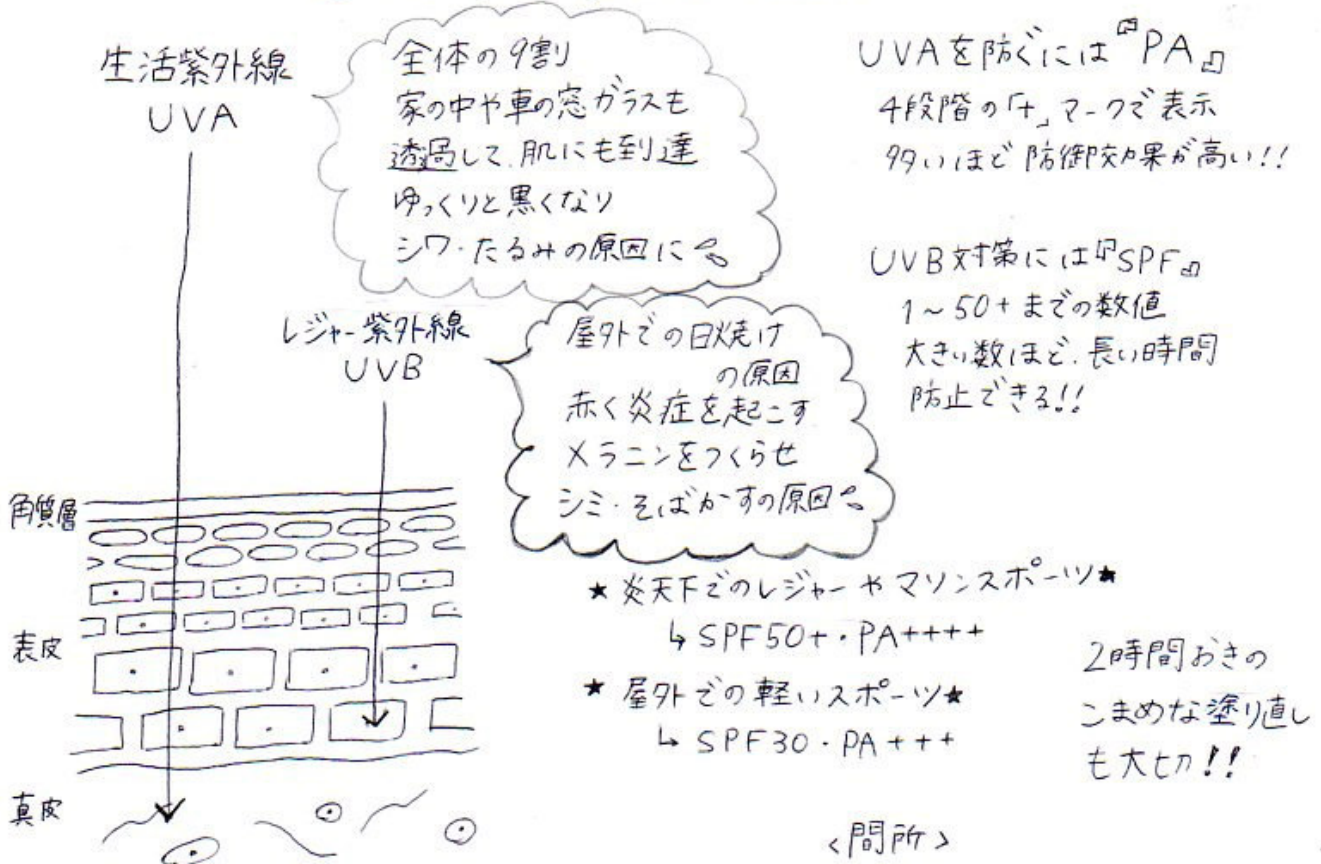 生活紫外線
UVA
全体の9割
家の中や車の窓ガラスも
透過して、肌にも到達
ゆっくりと黒くなり
シワ・たるみの原因に
UVAを防ぐには『PA』
4段階の「+」マークで表示
多いほど防御効果が高い!!
レジャー紫外線
UVB
屋外での日焼け
の原因
赤く炎症を起こす
メラニンをつくらせ
シミ・そばかすの原因
UVB対策には『SPF』
1~50+までの数値
大きい数ほど、長い時間
防止できる!!
角質層
表皮
真皮
★炎天下でのレジャーやマリンスポーツ★
↳ SPF50+・PA++++
★屋外での軽いスポーツ★
↳ SPF30・PA+++
2時間おきの
こまめな塗り直し
も大切!!
<間所>